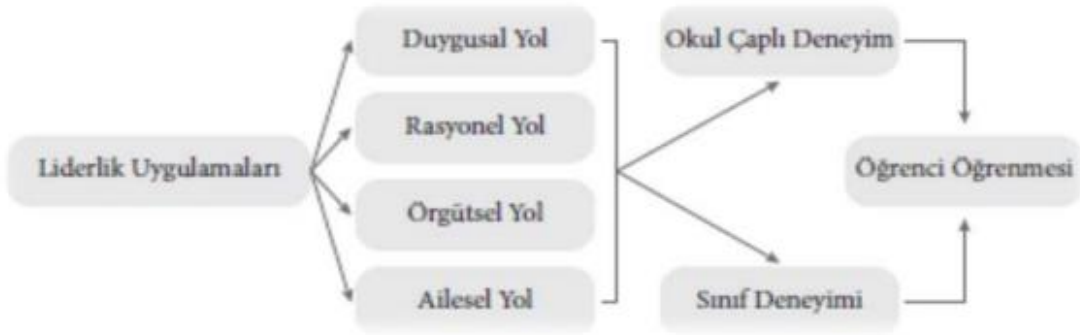 Liderlik Uygulamaları
Duygusal Yol
Rasyonel Yol
Örgütsel Yol
Ailesel Yol
Okul Çaplı Deneyim
Sınıf Deneyimi
Öğrenci Öğrenmesi